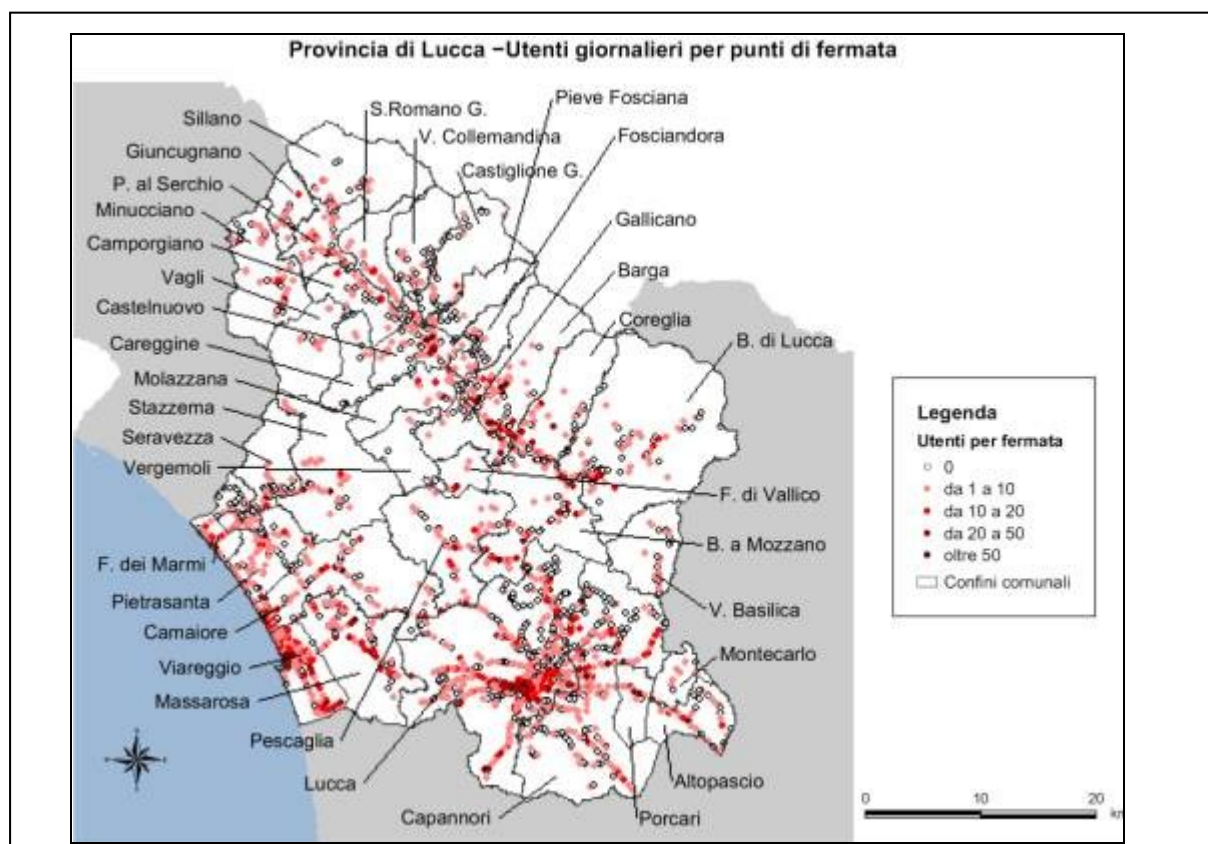 Provincia di Lucca –Utenti giornalieri per punti di fermata
Pieve Fosciana
S.Romano G.
Sillano
V. Collemandina
Fosciandora
Giuncugnano
Castiglione G.
P. al Serchio
Minucciano
Gallicano
Camporgiano
Vagli
Barga
Castelnuovo
Coreglia
Careggine
B. di Lucca
Molazzana
Stazzema
Seravezza
Vergemoli
F. di Vallico
B. a Mozzano
F. dei Marmi
Pietrasanta
V. Basilica
Camaiore
Montecarlo
Viareggio
Massarosa
Pescaglia
Lucca
Altopascio
Capannori
Porcari
Legenda
Utenti per fermata
0
da 1 a 10
da 10 a 20
da 20 a 50
oltre 50
Confini comunali
0 10 20